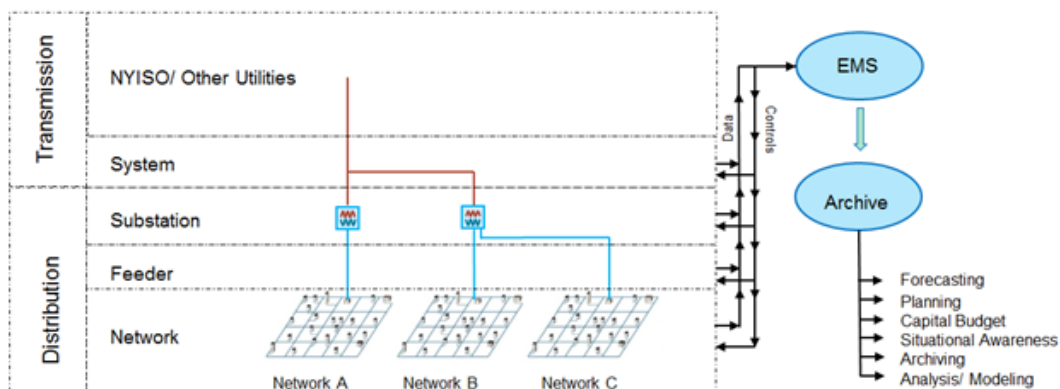 Transmission
NYISO/ Other Utilities
System
Distribution
Substation
Feeder
Network
Network A
Network B
Network C
Data
Controls
EMS
Archive
Forecasting
Planning
Capital Budget
Situational Awareness
Archiving
Analysis/ Modeling